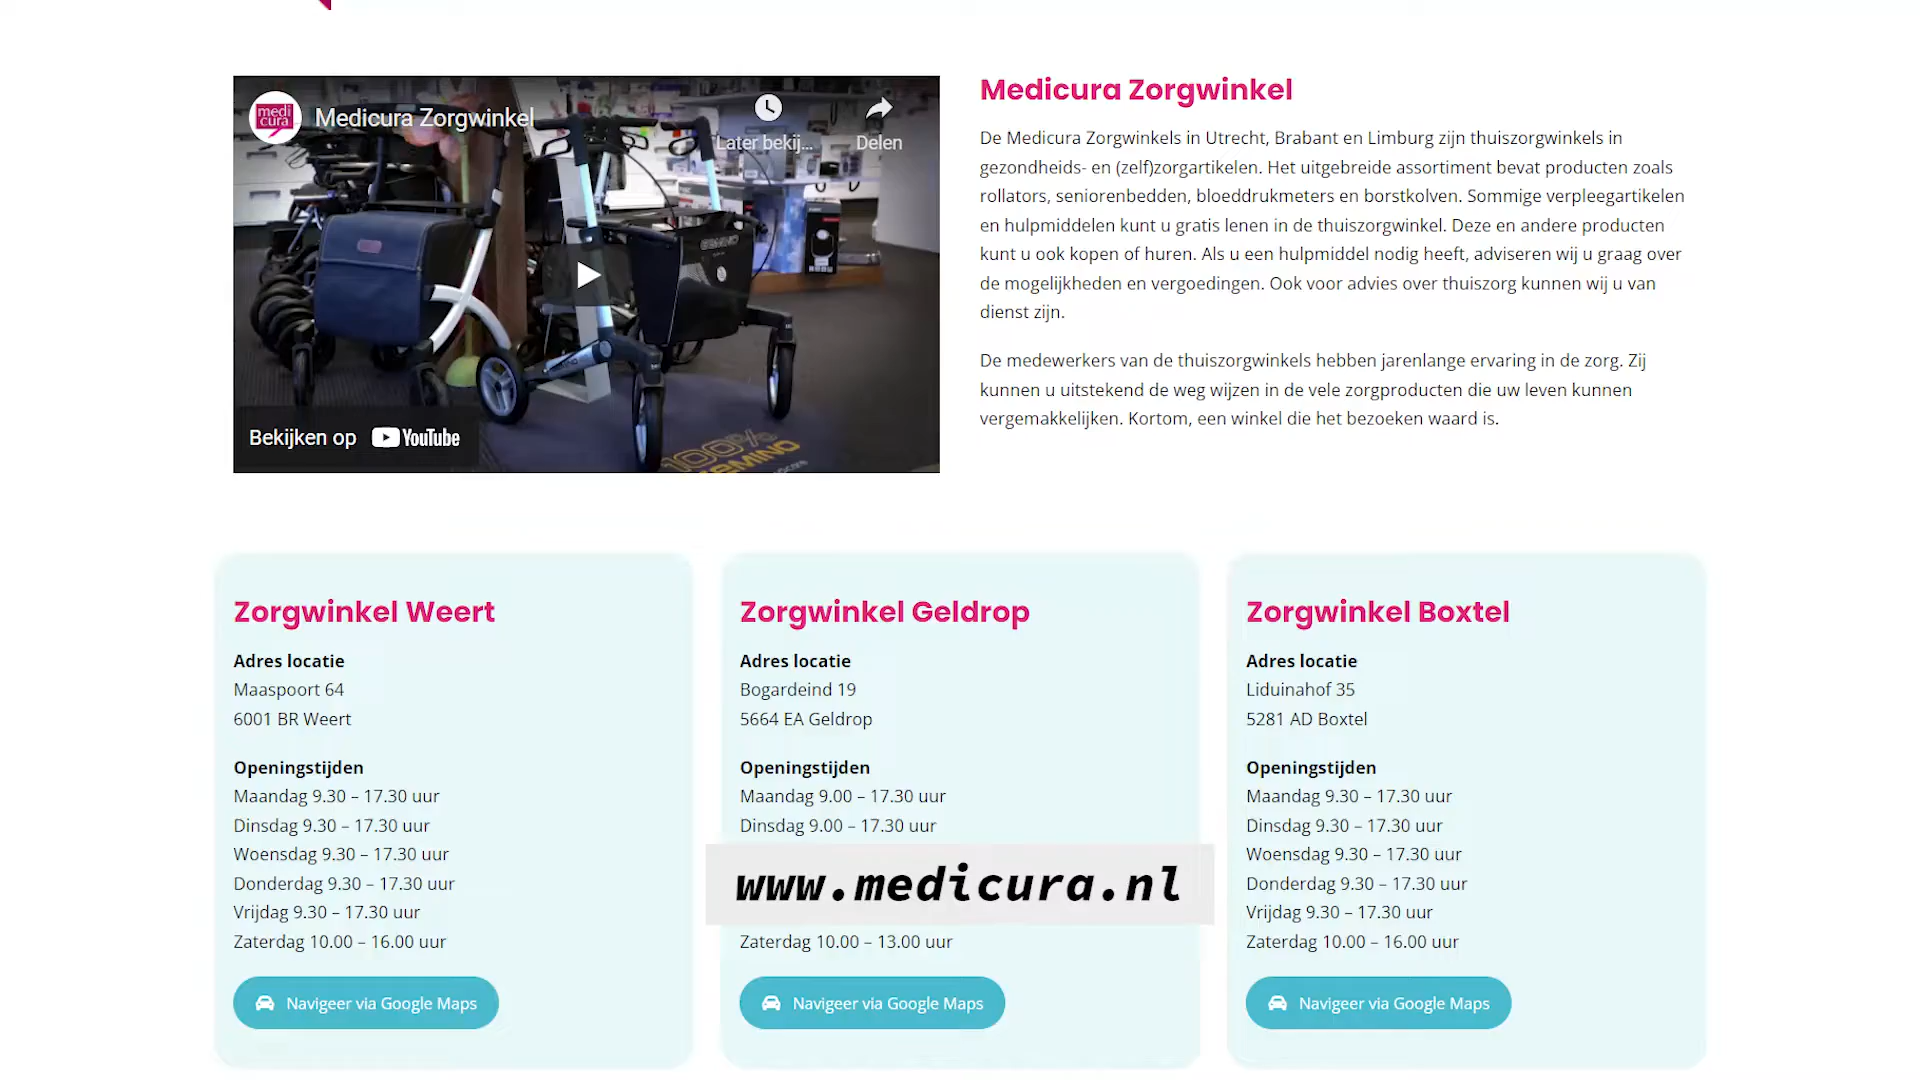 medi
cura
Medicura Zorgwinkel
Later bekij...
Delen
GEMINO
100%
GEMINO
Bekijken op YouTube
Medicura Zorgwinkel
De Medicura Zorgwinkels in Utrecht, Brabant en Limburg zijn thuiszorgwinkels in
gezondheids- en (zelf)zorgartikelen. Het uitgebreide assortiment bevat producten zoals
rollators, seniorenbedden, bloeddrukmeters en borstkolven. Sommige verpleegartikelen
en hulpmiddelen kunt u gratis lenen in de thuiszorgwinkel. Deze en andere producten
kunt u ook kopen of huren. Als u een hulpmiddel nodig heeft, adviseren wij u graag over
de mogelijkheden en vergoedingen. Ook voor advies over thuiszorg kunnen wij u van
dienst zijn.
De medewerkers van de thuiszorgwinkels hebben jarenlange ervaring in de zorg. Zij
kunnen u uitstekend de weg wijzen in de vele zorgproducten die uw leven kunnen
vergemakkelijken. Kortom, een winkel die het bezoeken waard is.
Zorgwinkel Weert
Adres locatie
Maaspoort 64
6001 BR Weert
Openingstijden
Maandag 9.30 – 17.30 uur
Dinsdag 9.30 – 17.30 uur
Woensdag 9.30 – 17.30 uur
Donderdag 9.30 – 17.30 uur
Vrijdag 9.30 – 17.30 uur
Zaterdag 10.00 – 16.00 uur
Navigeer via Google Maps
Zorgwinkel Geldrop
Adres locatie
Bogardeind 19
5664 EA Geldrop
Openingstijden
Maandag 9.00 – 17.30 uur
Dinsdag 9.00 – 17.30 uur
www.medicura.nl
Zaterdag 10.00 – 13.00 uur
Navigeer via Google Maps
Zorgwinkel Boxtel
Adres locatie
Liduinahof 35
5281 AD Boxtel
Openingstijden
Maandag 9.30 – 17.30 uur
Dinsdag 9.30 – 17.30 uur
Woensdag 9.30 – 17.30 uur
Donderdag 9.30 – 17.30 uur
Vrijdag 9.30 – 17.30 uur
Zaterdag 10.00 – 16.00 uur
Navigeer via Google Maps